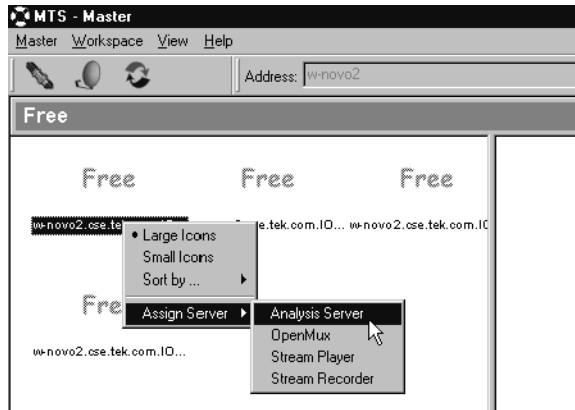 MTS - Master
Master Workspace View Help
Address: w-novo2
Free
Free Free Free
w-novo2.cse.te e.tek.com.IO... w-novo2.cse.tek.com.IO
• Large Icons
Small Icons
Sort by ...
Fre
Assign Server
Analysis Server
OpenMux
Stream Player
Stream Recorder
w-novo2.cse.tek.com.IO...